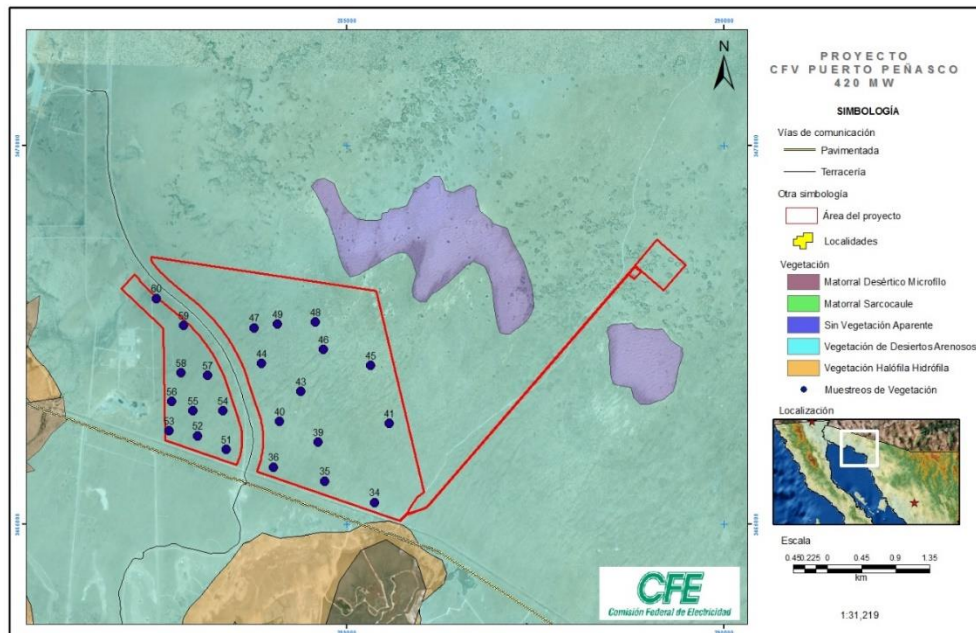 PROYECTO
CFV PUERTO PEÑASCO
420 MW
SIMBOLOGÍA
Vías de comunicación
Pavimentada
Terracería
Otra simbología
Área del proyecto
Localidades
Vegetación
Matorral Desértico Microfilo
Matorral Sarcocaule
Sin Vegetación Aparente
Vegetación de Desiertos Arenosos
Vegetación Halófila Hidrófila
Muestreos de Vegetación
Localización
Escala
0.45 0.225 0 0.45 0.9 1.35
km
1:31,219
N
60
59
47
49
48
46
44
45
58
57
43
56
55
54
40
41
53
52
39
51
36
35
34
CFE
Comisión Federal de Electricidad